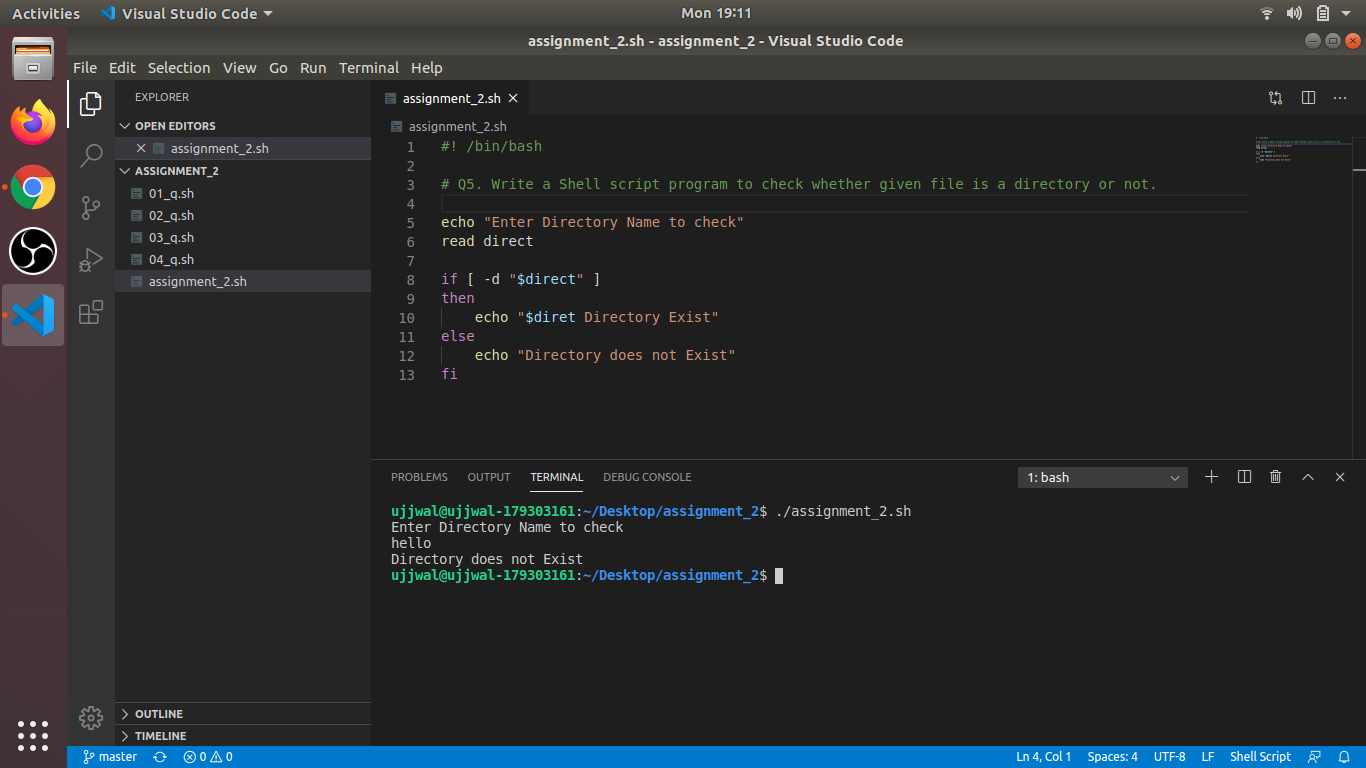 Activities Visual Studio Code Mon 19:11
assignment_2.sh - assignment_2 - Visual Studio Code
File Edit Selection View Go Run Terminal Help
EXPLORER
OPEN EDITORS
assignment_2.sh
ASSIGNMENT_2
01_q.sh
02_q.sh
03_q.sh
04_q.sh
assignment_2.sh
OUTLINE
TIMELINE
assignment_2.sh
assignment_2.sh
1 #! /bin/bash
2
3 # Q5. Write a Shell script program to check whether given file is a directory or not.
4
5 echo "Enter Directory Name to check"
6 read direct
7
8 if [ -d "$direct" ]
9 then
10     echo "$diret Directory Exist"
11 else
12     echo "Directory does not Exist"
13 fi
PROBLEMS OUTPUT TERMINAL DEBUG CONSOLE 1: bash
ujjwal@ujjwal-179303161:~/Desktop/assignment_2$ ./assignment_2.sh
Enter Directory Name to check
hello
Directory does not Exist
ujjwal@ujjwal-179303161:~/Desktop/assignment_2$
master 0 0 Ln 4, Col 1 Spaces: 4 UTF-8 LF Shell Script